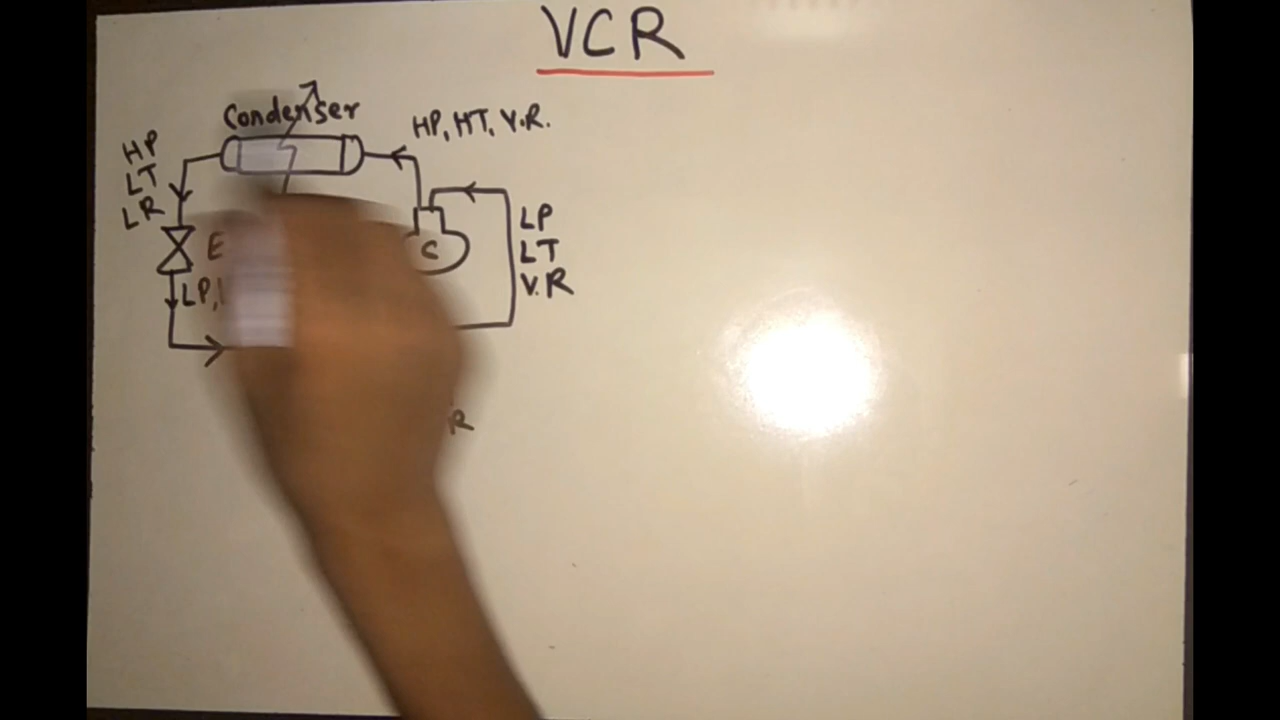 VCR
Condenser
HP, HT, V.R.
HP
LT
LR
E
C
LP
LT
V.R
LP,
R